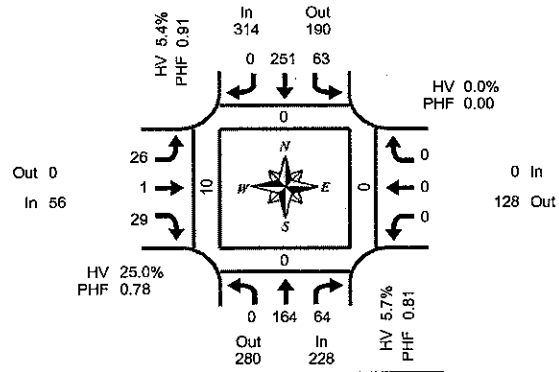 In Out
314 190
HV 5.4%
PHF 0.91
0 251 63
HV 0.0%
PHF 0.00
0
26
1
29
Out 0
In 56
10
N
W E
S
0
0
0
0
0 In
128 Out
0
HV 25.0%
PHF 0.78
0 164 64
Out In
280 228
HV 5.7%
PHF 0.81